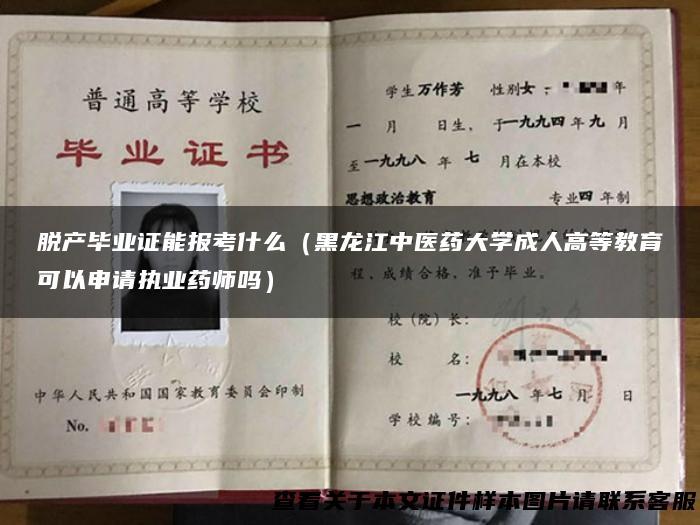 普通高等学校
毕业证书
中华人民共和国国家教育委员会印制
No.
学生万作芳 性别女, 年
一 月 日生, 于一九九四年九 月
至一九九八 年 七 月在本校
思想政治教育 专业四 年制
脱产毕业证能报考什么（黑龙江中医药大学成人高等教育
可以申请执业药师吗）
程, 成绩合格, 准予毕业。
校（院）长:
校 名:
一九九八 年 七 月 日
学校编号:
查看关于本文证件样本图片请联系客服